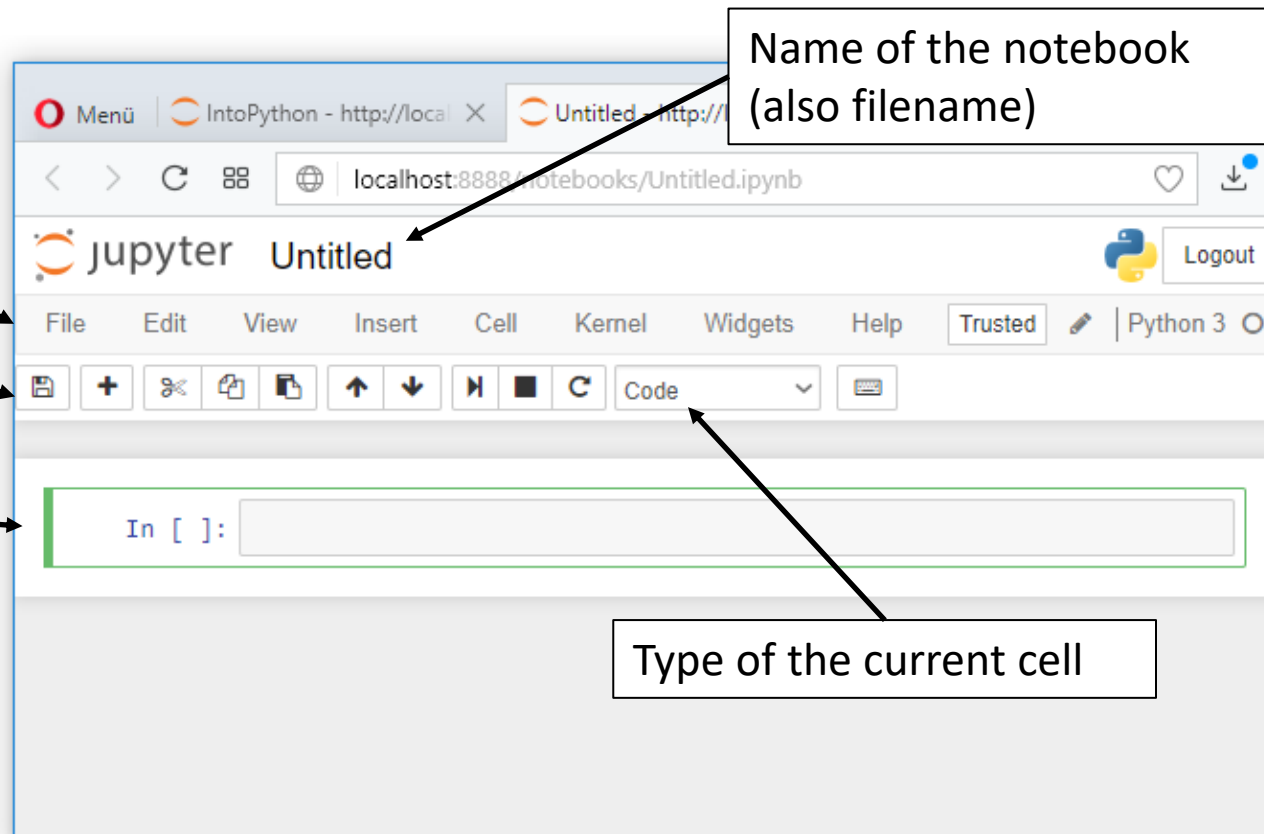 Name of the notebook
(also filename)
Menü IntoPython - http://local Untitled - http://
localhost:8888/notebooks/Untitled.ipynb
jupyter Untitled Logout
File Edit View Insert Cell Kernel Widgets Help Trusted Python 3
Code
In [ ]:
Type of the current cell